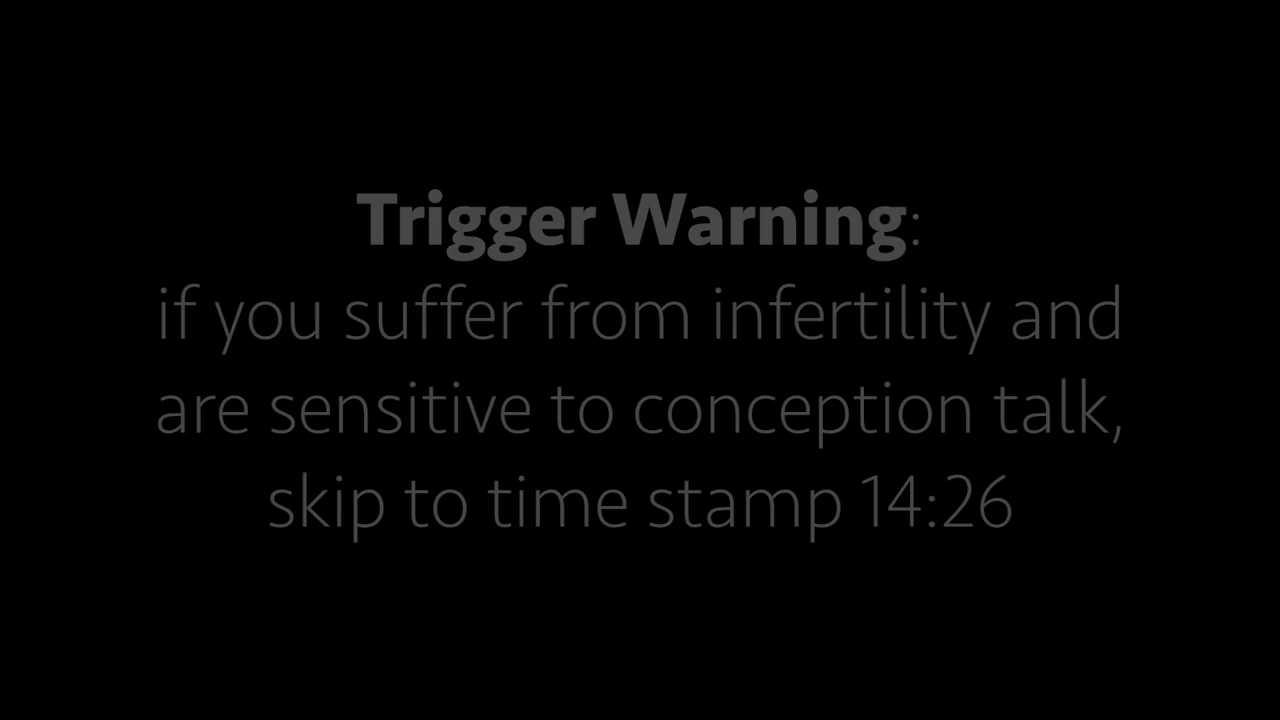 Trigger Warning:
if you suffer from infertility and
are sensitive to conception talk,
skip to time stamp 14:26